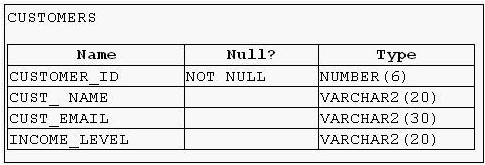 CUSTOMERS
Name Null? Type
CUSTOMER_ID NOT NULL NUMBER(6)
CUST_ NAME VARCHAR2(20)
CUST_EMAIL VARCHAR2(30)
INCOME_LEVEL VARCHAR2(20)